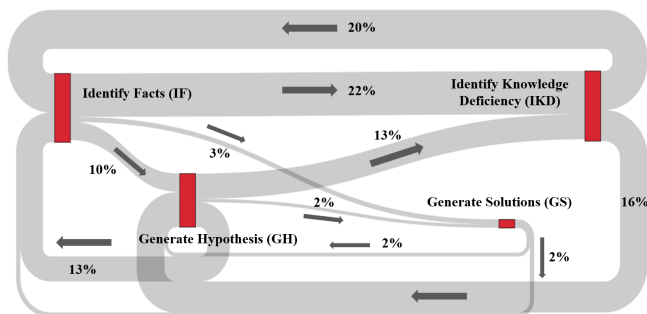 20%
Identify Facts (IF)
22%
Identify Knowledge
Deficiency (IKD)
13%
3%
10%
2%
Generate Solutions (GS)
16%
Generate Hypothesis (GH)
2%
2%
13%